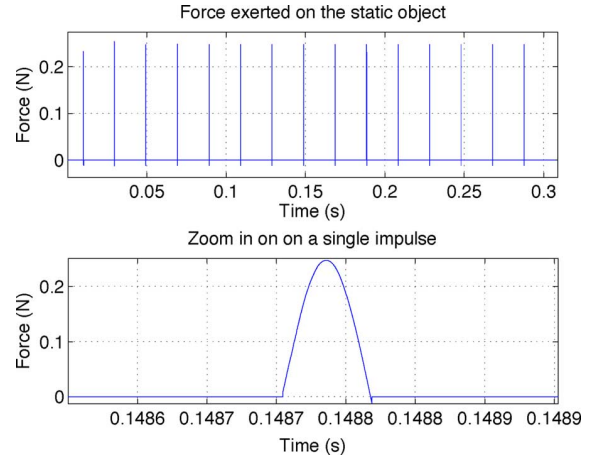 Force exerted on the static object
Force (N)
0.2
0.1
0
0.05 0.1 0.15 0.2 0.25 0.3
Time (s)
Zoom in on on a single impulse
Force (N)
0.2
0.1
0
0.1486 0.1487 0.1487 0.1488 0.1488 0.1489 0.1489
Time (s)